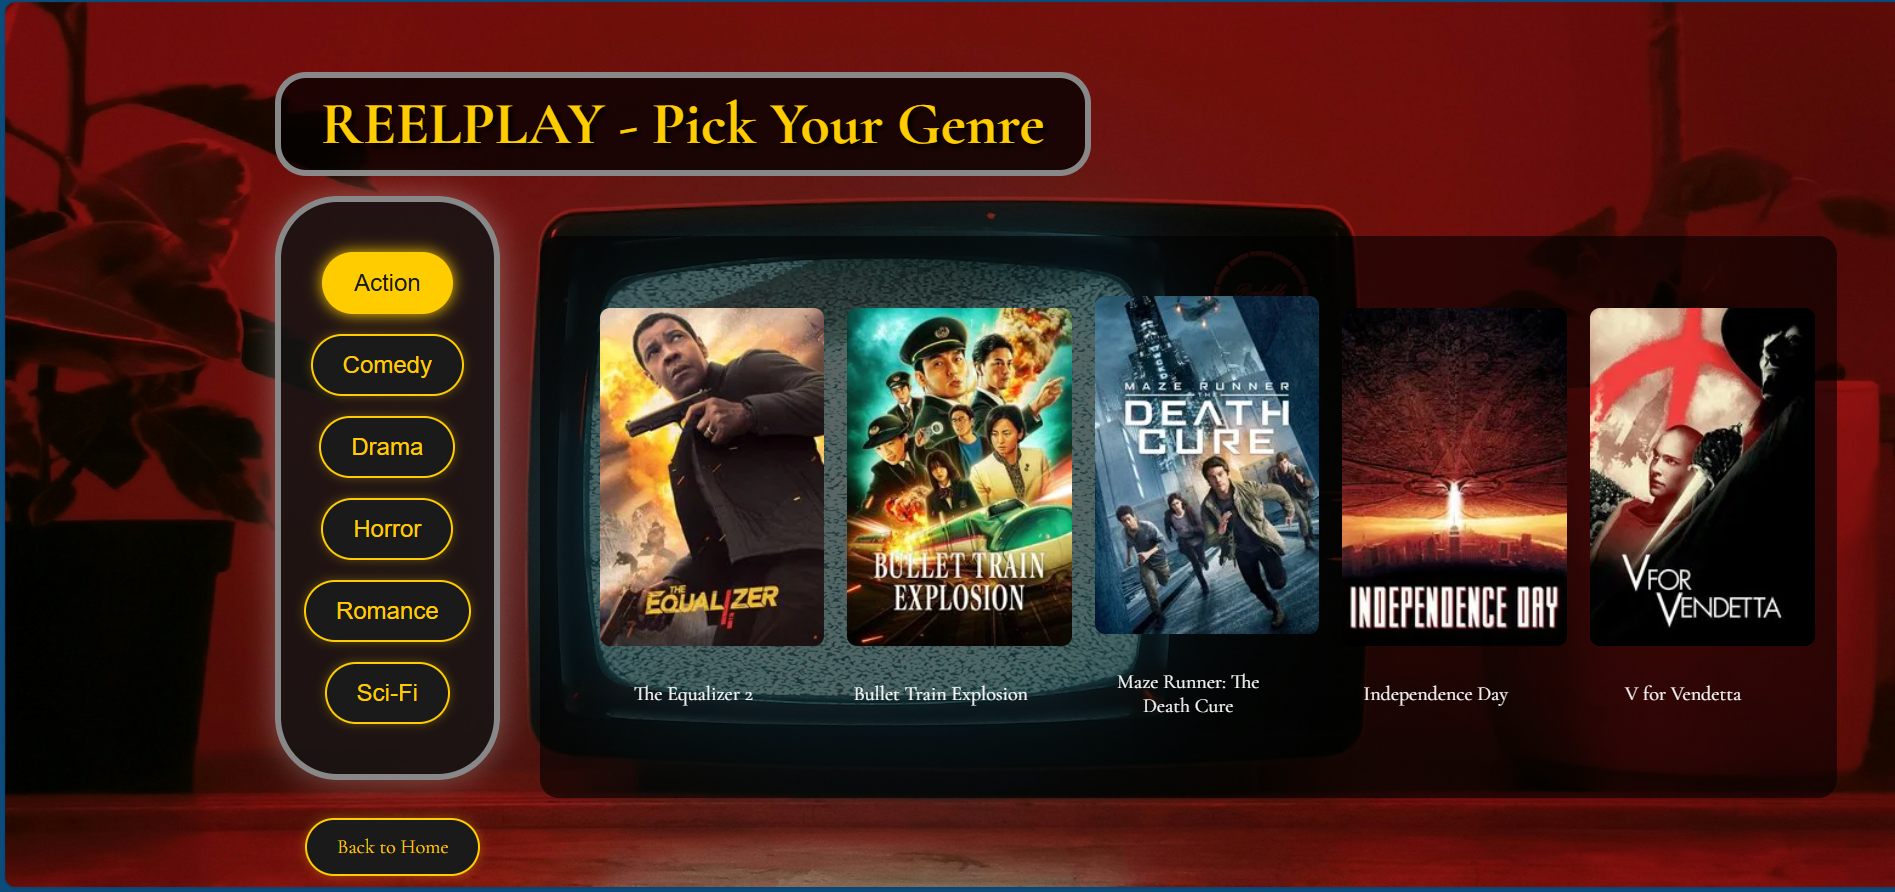 REELPLAY - Pick Your Genre
Action
Comedy
Drama
Horror
Romance
Sci-Fi
Back to Home
THE
EQUALIZER
II
BULLET TRAIN
EXPLOSION
MAZE RUNNER
THE
DEATH
CURE
INDEPENDENCE DAY
V FOR
VENDETTA
The Equalizer 2
Bullet Train Explosion
Maze Runner: The
Death Cure
Independence Day
V for Vendetta